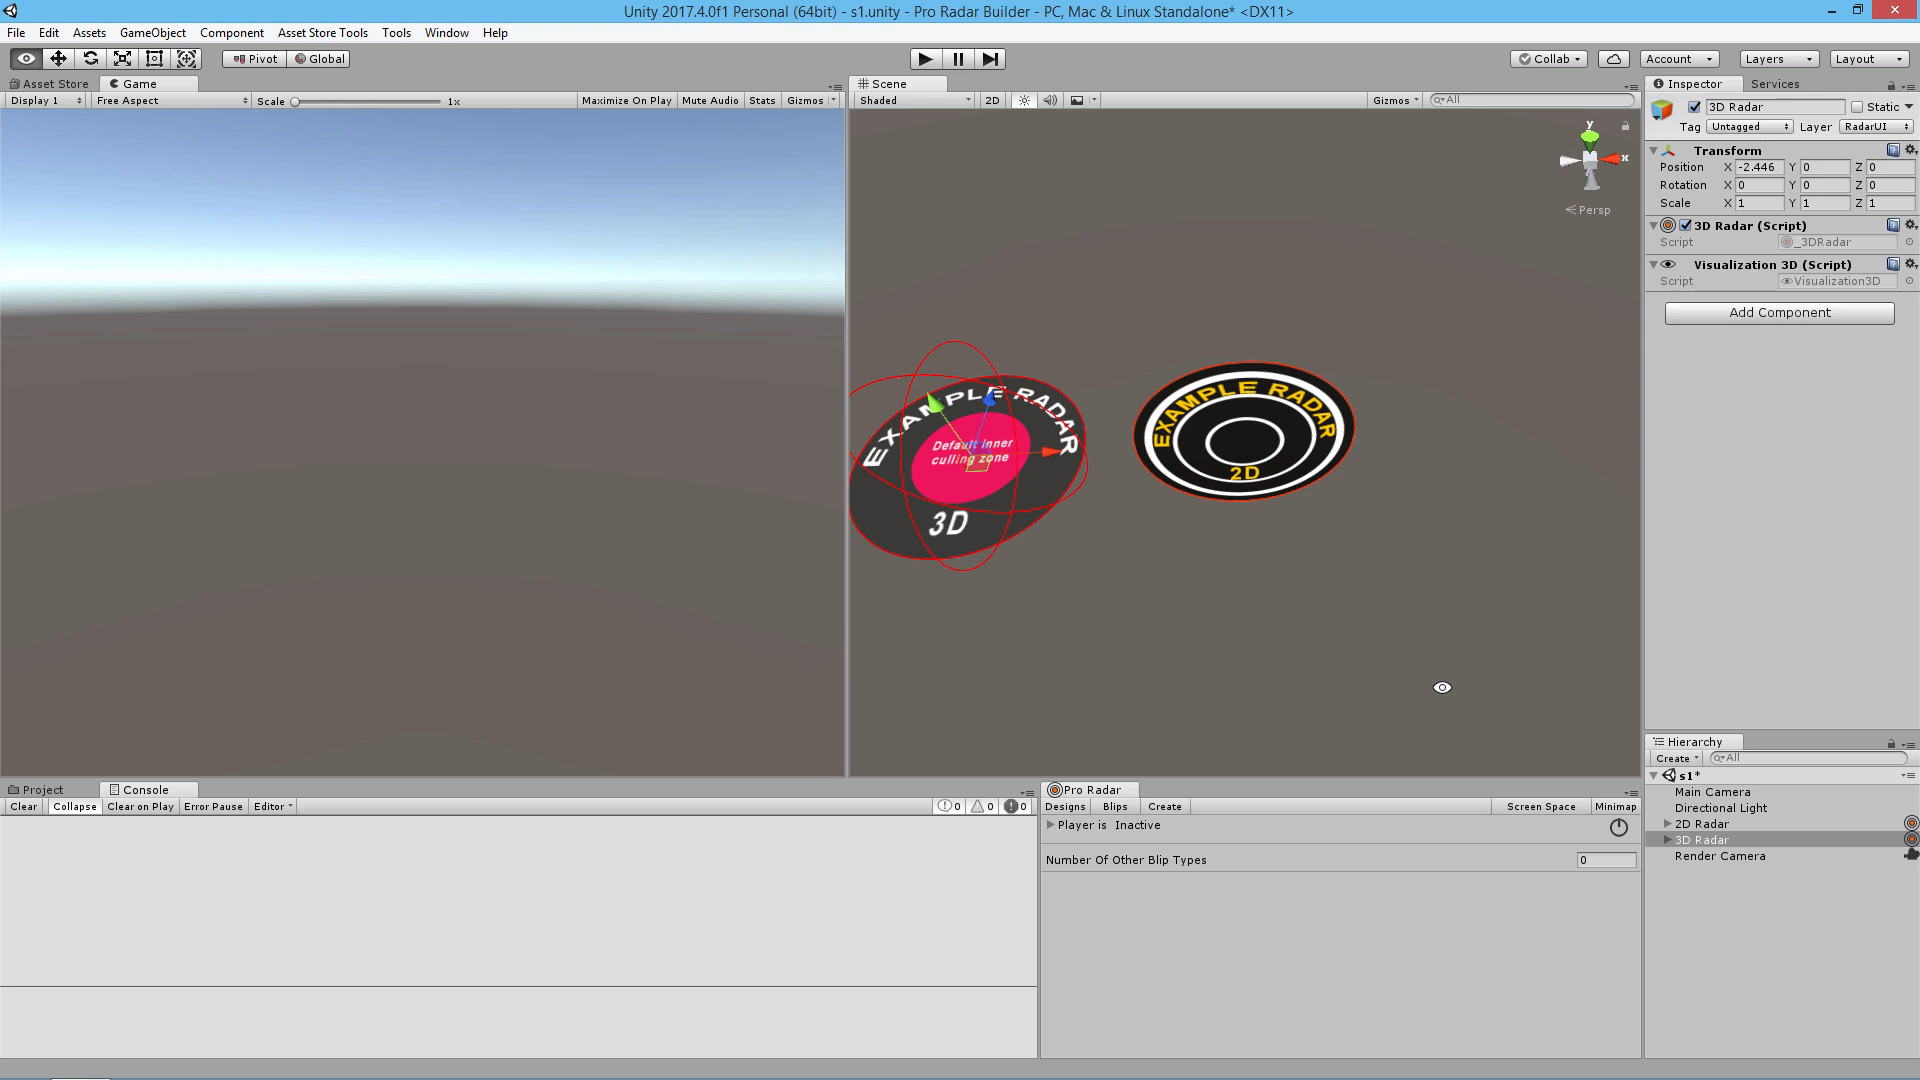 Unity 2017.4.0f1 Personal (64bit) - s1.unity - Pro Radar Builder - PC, Mac & Linux Standalone* <DX11>
File Edit Assets GameObject Component Asset Store Tools Tools Window Help
Pivot Global Collab Account Layers Layout
Asset Store Game Scene Inspector Services
Display 1 Free Aspect Scale 1x Maximize On Play Mute Audio Stats Gizmos
Shaded 2D Gizmos All
3D Radar Static
Tag Untagged Layer RadarUI
Transform
Position X -2.446 Y 0 Z 0
Rotation X 0 Y 0 Z 0
Scale X 1 Y 1 Z 1
3D Radar (Script)
Script _3DRadar
Visualization 3D (Script)
Script Visualization3D
Add Component
y
x
Persp
EXAMPLE RADAR
Default inner
culling zone
3D
EXAMPLE RADAR
2D
Hierarchy
Create All
s1*
Main Camera
Directional Light
2D Radar
3D Radar
Render Camera
Project Console
Clear Collapse Clear on Play Error Pause Editor 0 0 0
Pro Radar
Designs Blips Create Screen Space Minimap
Player is Inactive
Number Of Other Blip Types 0